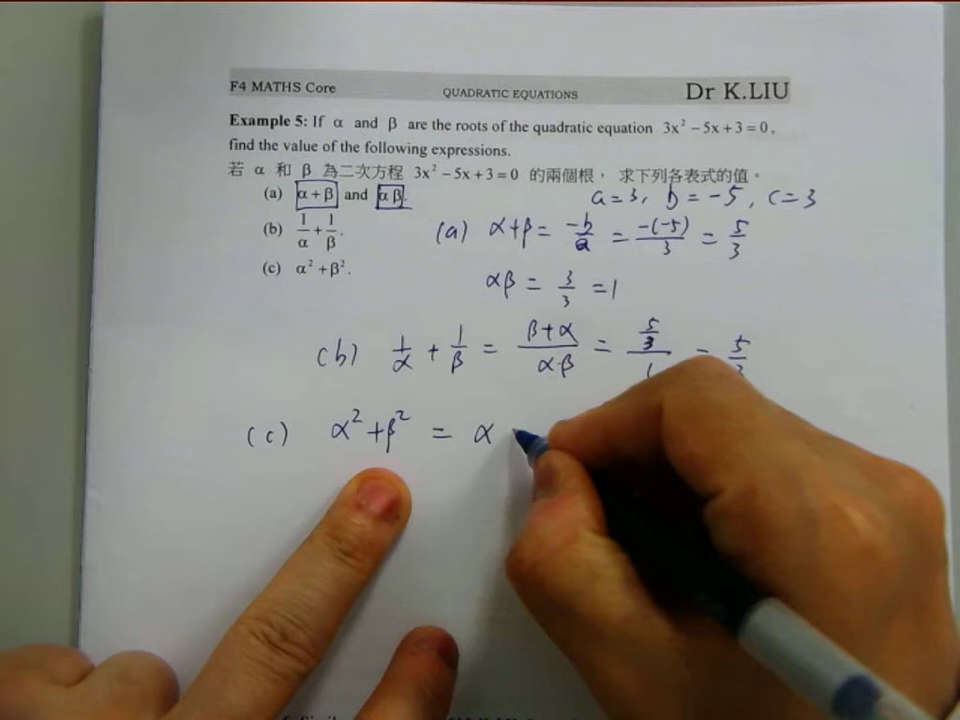 F4 MATHS Core QUADRATIC EQUATIONS Dr K.LIU
Example 5: If α and β are the roots of the quadratic equation 3x² − 5x + 3 = 0,
find the value of the following expressions.
若 α 和 β 為二次方程 3x² − 5x + 3 = 0 的兩個根， 求下列各表式的值。
a = 3, b = −5, c = 3
(a) α + β and αβ.
(b) 1/α + 1/β.
(c) α² + β².
(a) α+β = −b/a = −(−5)/3 = 5/3
αβ = 3/3 = 1
(b) 1/α + 1/β = β+α/αβ = 5/3/1 = 5/3
(c) α² + β² = α